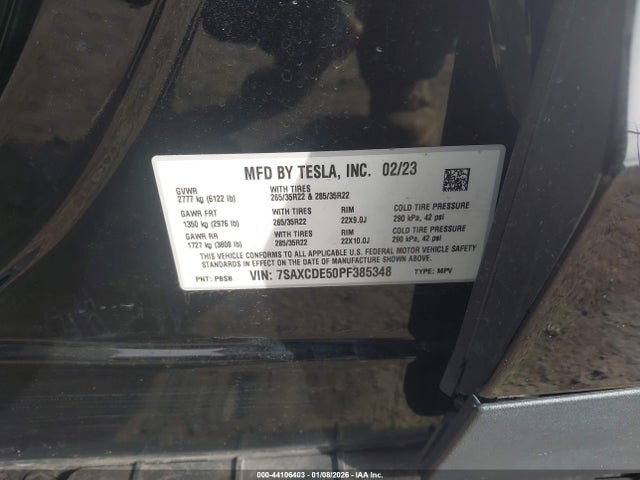 MFD BY TESLA, INC. 02/23
GVWR WITH TIRES
2777 kg (6122 lb) 265/35R22 & 285/35R22
GAWR FRT WITH TIRES RIM COLD TIRE PRESSURE
1350 kg (2976 lb) 265/35R22 22X9.0J 290 kPa, 42 psi
GAWR RR WITH TIRES RIM COLD TIRE PRESSURE
1727 kg (3808 lb) 285/35R22 22X10.0J 290 kPa, 42 psi
THIS VEHICLE CONFORMS TO ALL APPLICABLE U.S. FEDERAL MOTOR VEHICLE SAFETY
STANDARDS IN EFFECT ON THE DATE OF MANUFACTURE SHOWN ABOVE.
PNT: PBSB VIN: 7SAXCDE50PF385348 TYPE: MPV
000-44106403 - 01/08/2026 - IAA Inc.